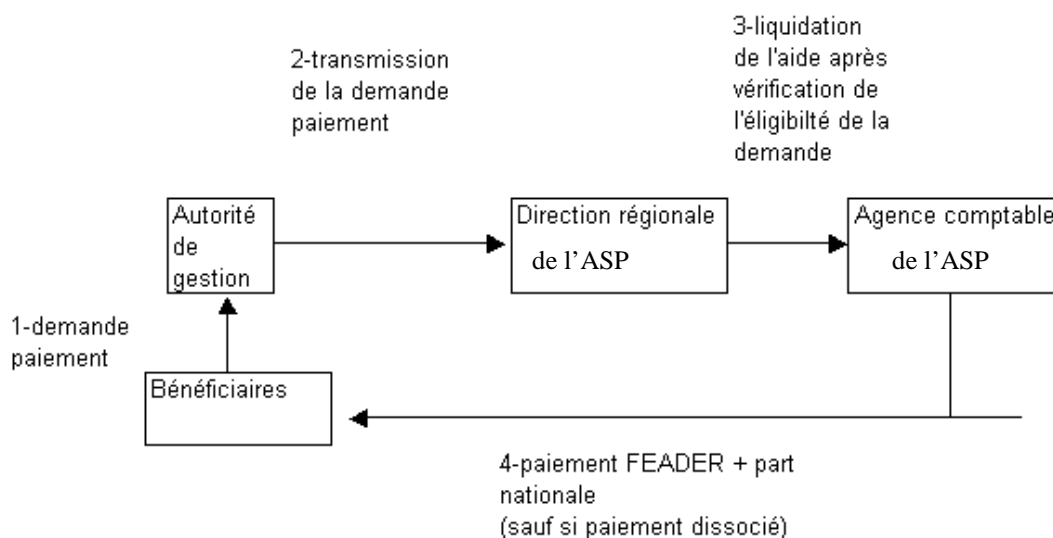 3-liquidation
de l'aide après
vérification de
l'éligibilté de la
demande
2-transmission
de la demande
paiement
Autorité
de
gestion
Direction régionale
de l’ASP
Agence comptable
de l’ASP
1-demande
paiement
Bénéficiaires
4-paiement FEADER + part
nationale
(sauf si paiement dissocié)